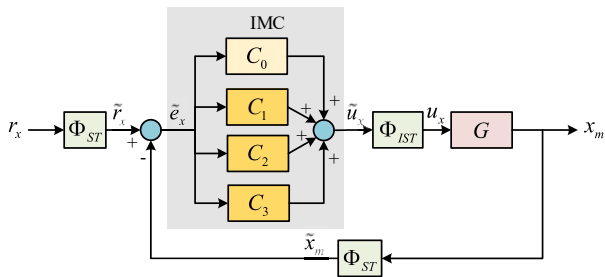 IMC
C₀
r_x
Φ_ST
r̃_x
+
-
ẽ_x
C₁
C₂
C₃
+
+
+
+
ũ_x
Φ_IST
u_x
G
x_m
x̃_m
Φ_ST